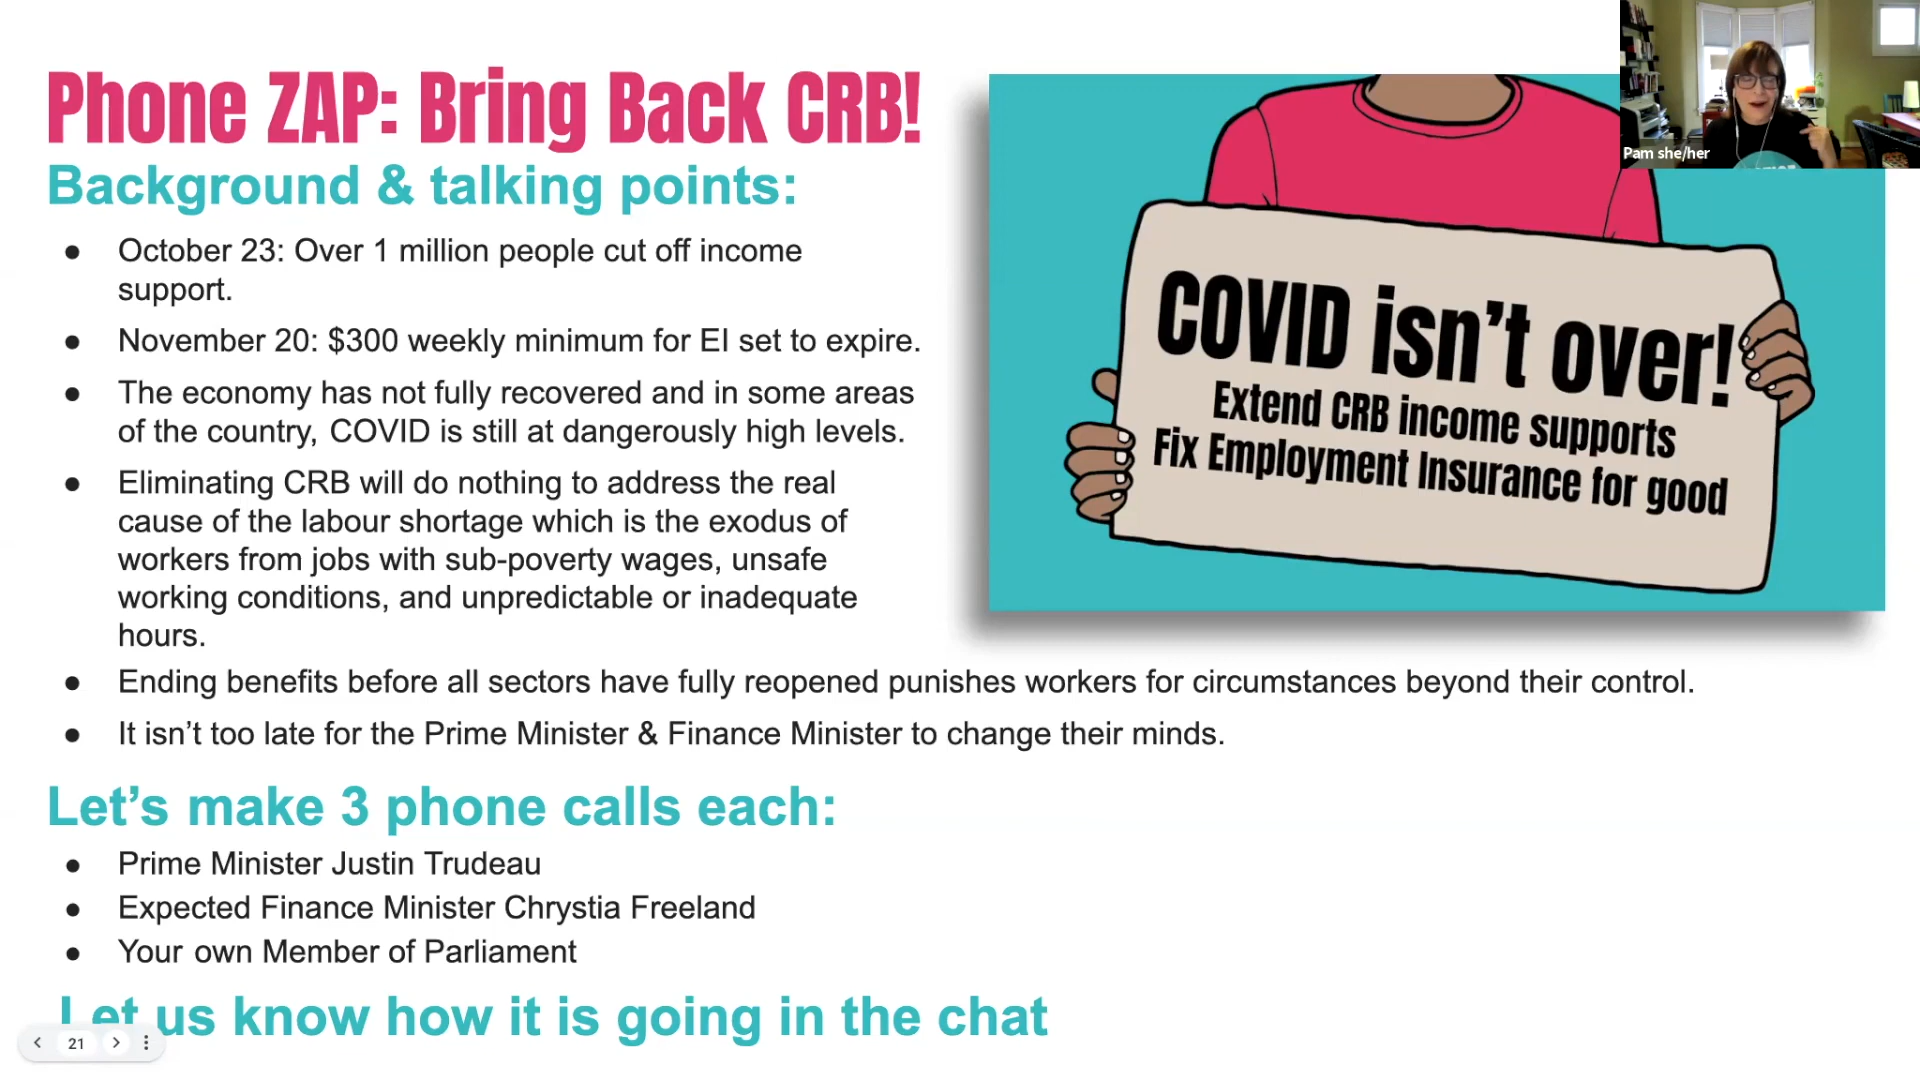 Phone ZAP: Bring Back CRB!
Background & talking points:
● October 23: Over 1 million people cut off income
support.
● November 20: $300 weekly minimum for EI set to expire.
● The economy has not fully recovered and in some areas
of the country, COVID is still at dangerously high levels.
● Eliminating CRB will do nothing to address the real
cause of the labour shortage which is the exodus of
workers from jobs with sub-poverty wages, unsafe
working conditions, and unpredictable or inadequate
hours.
● Ending benefits before all sectors have fully reopened punishes workers for circumstances beyond their control.
● It isn’t too late for the Prime Minister & Finance Minister to change their minds.
Let’s make 3 phone calls each:
● Prime Minister Justin Trudeau
● Expected Finance Minister Chrystia Freeland
● Your own Member of Parliament
Let us know how it is going in the chat
21
COVID isn’t over!
Extend CRB income supports
Fix Employment Insurance for good
Pam she/her